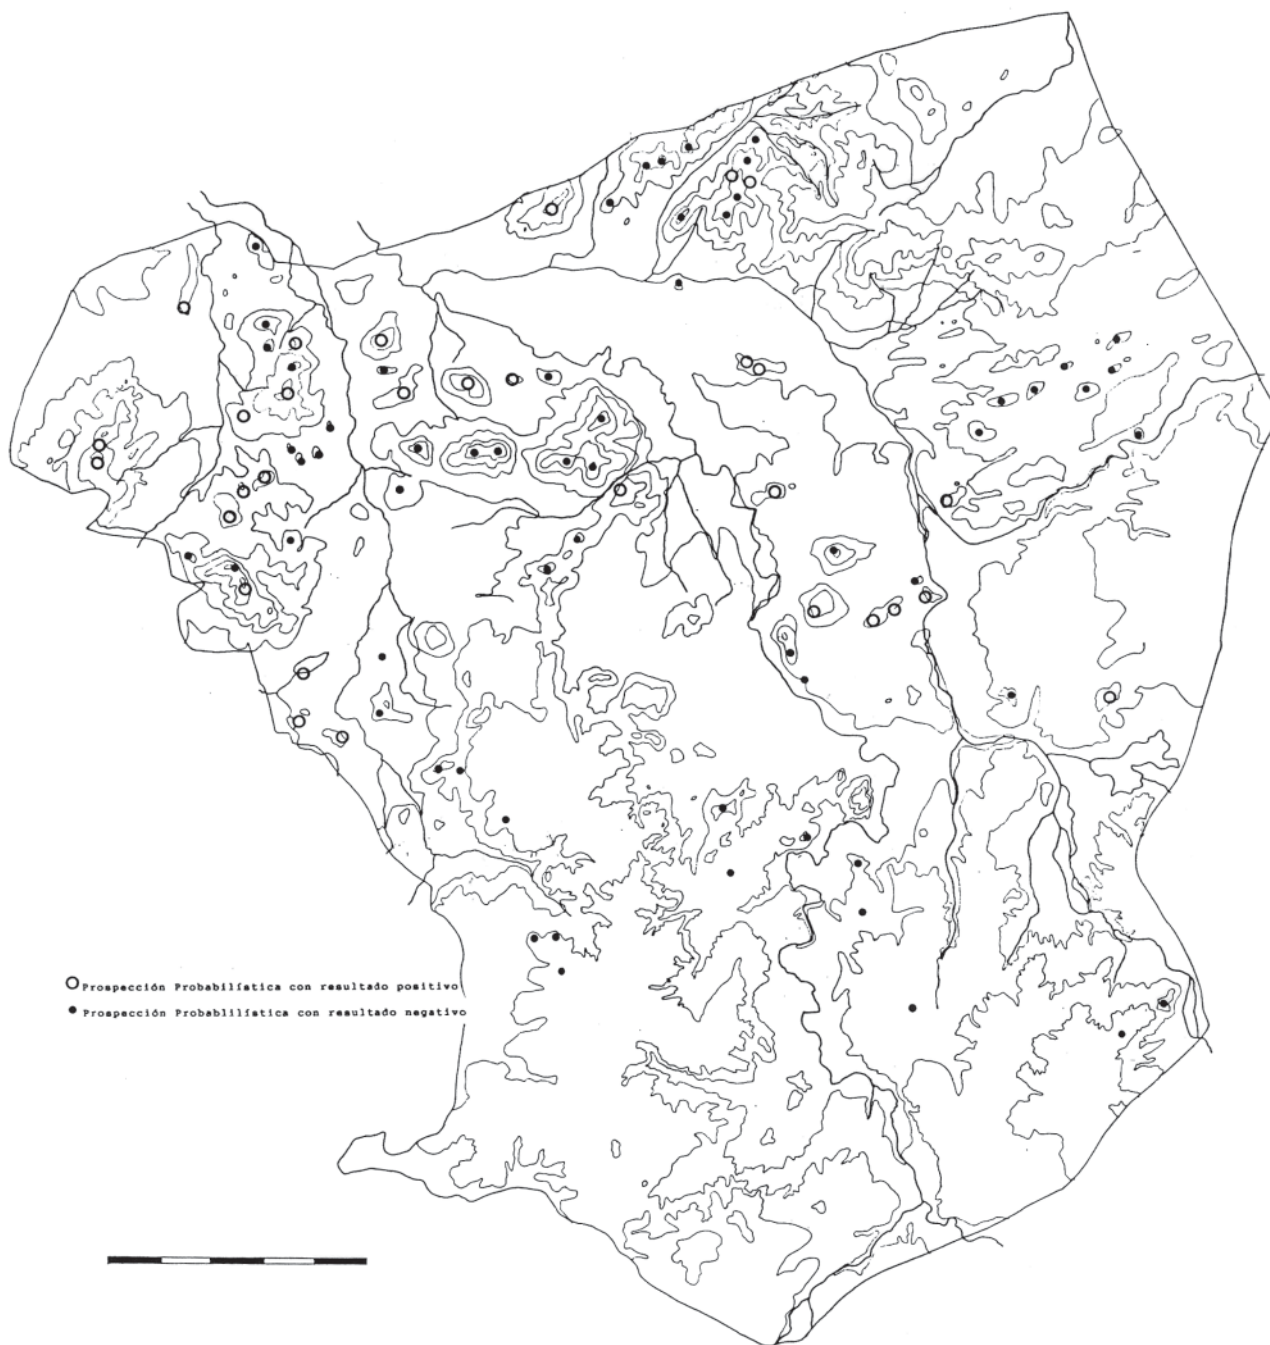 Prospección Probabilística con resultado positivo
Prospección Probablilística con resultado negativo